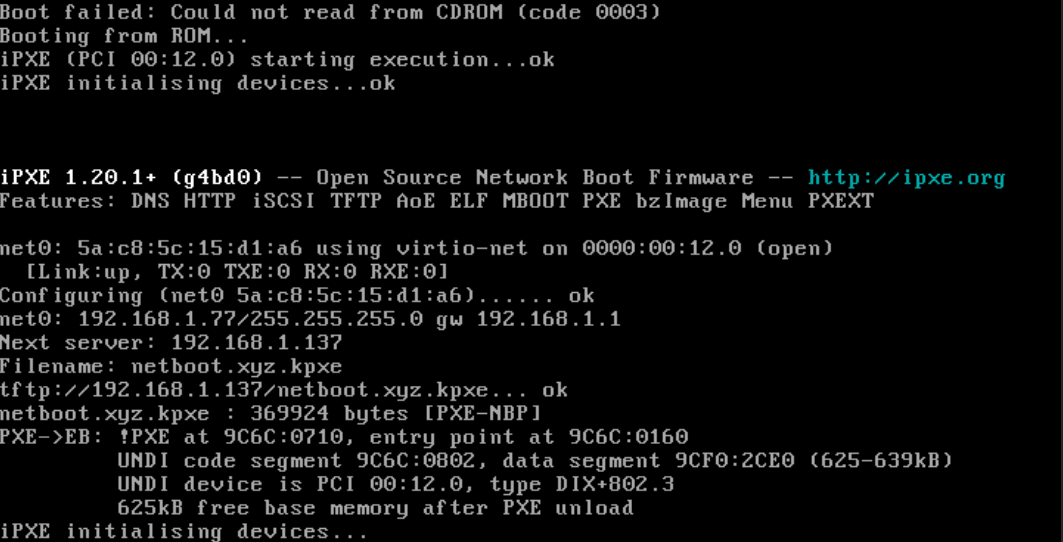 Boot failed: Could not read from CDROM (code 0003)
Booting from ROM...
iPXE (PCI 00:12.0) starting execution...ok
iPXE initialising devices...ok
iPXE 1.20.1+ (g4bd0) -- Open Source Network Boot Firmware -- http://ipxe.org
Features: DNS HTTP iSCSI TFTP AoE ELF MBOOT PXE bzImage Menu PXEXT
net0: 5a:c8:5c:15:d1:a6 using virtio-net on 0000:00:12.0 (open)
[Link:up, TX:0 TXE:0 RX:0 RXE:0]
Configuring (net0 5a:c8:5c:15:d1:a6)...... ok
net0: 192.168.1.77/255.255.255.0 gw 192.168.1.1
Next server: 192.168.1.137
Filename: netboot.xyz.kpxe
tftp://192.168.1.137/netboot.xyz.kpxe... ok
netboot.xyz.kpxe : 369924 bytes [PXE-NBP]
PXE->EB: !PXE at 9C6C:0710, entry point at 9C6C:0160
UNDI code segment 9C6C:0802, data segment 9CF0:2CE0 (625-639kB)
UNDI device is PCI 00:12.0, type DIX+802.3
625kB free base memory after PXE unload
iPXE initialising devices...